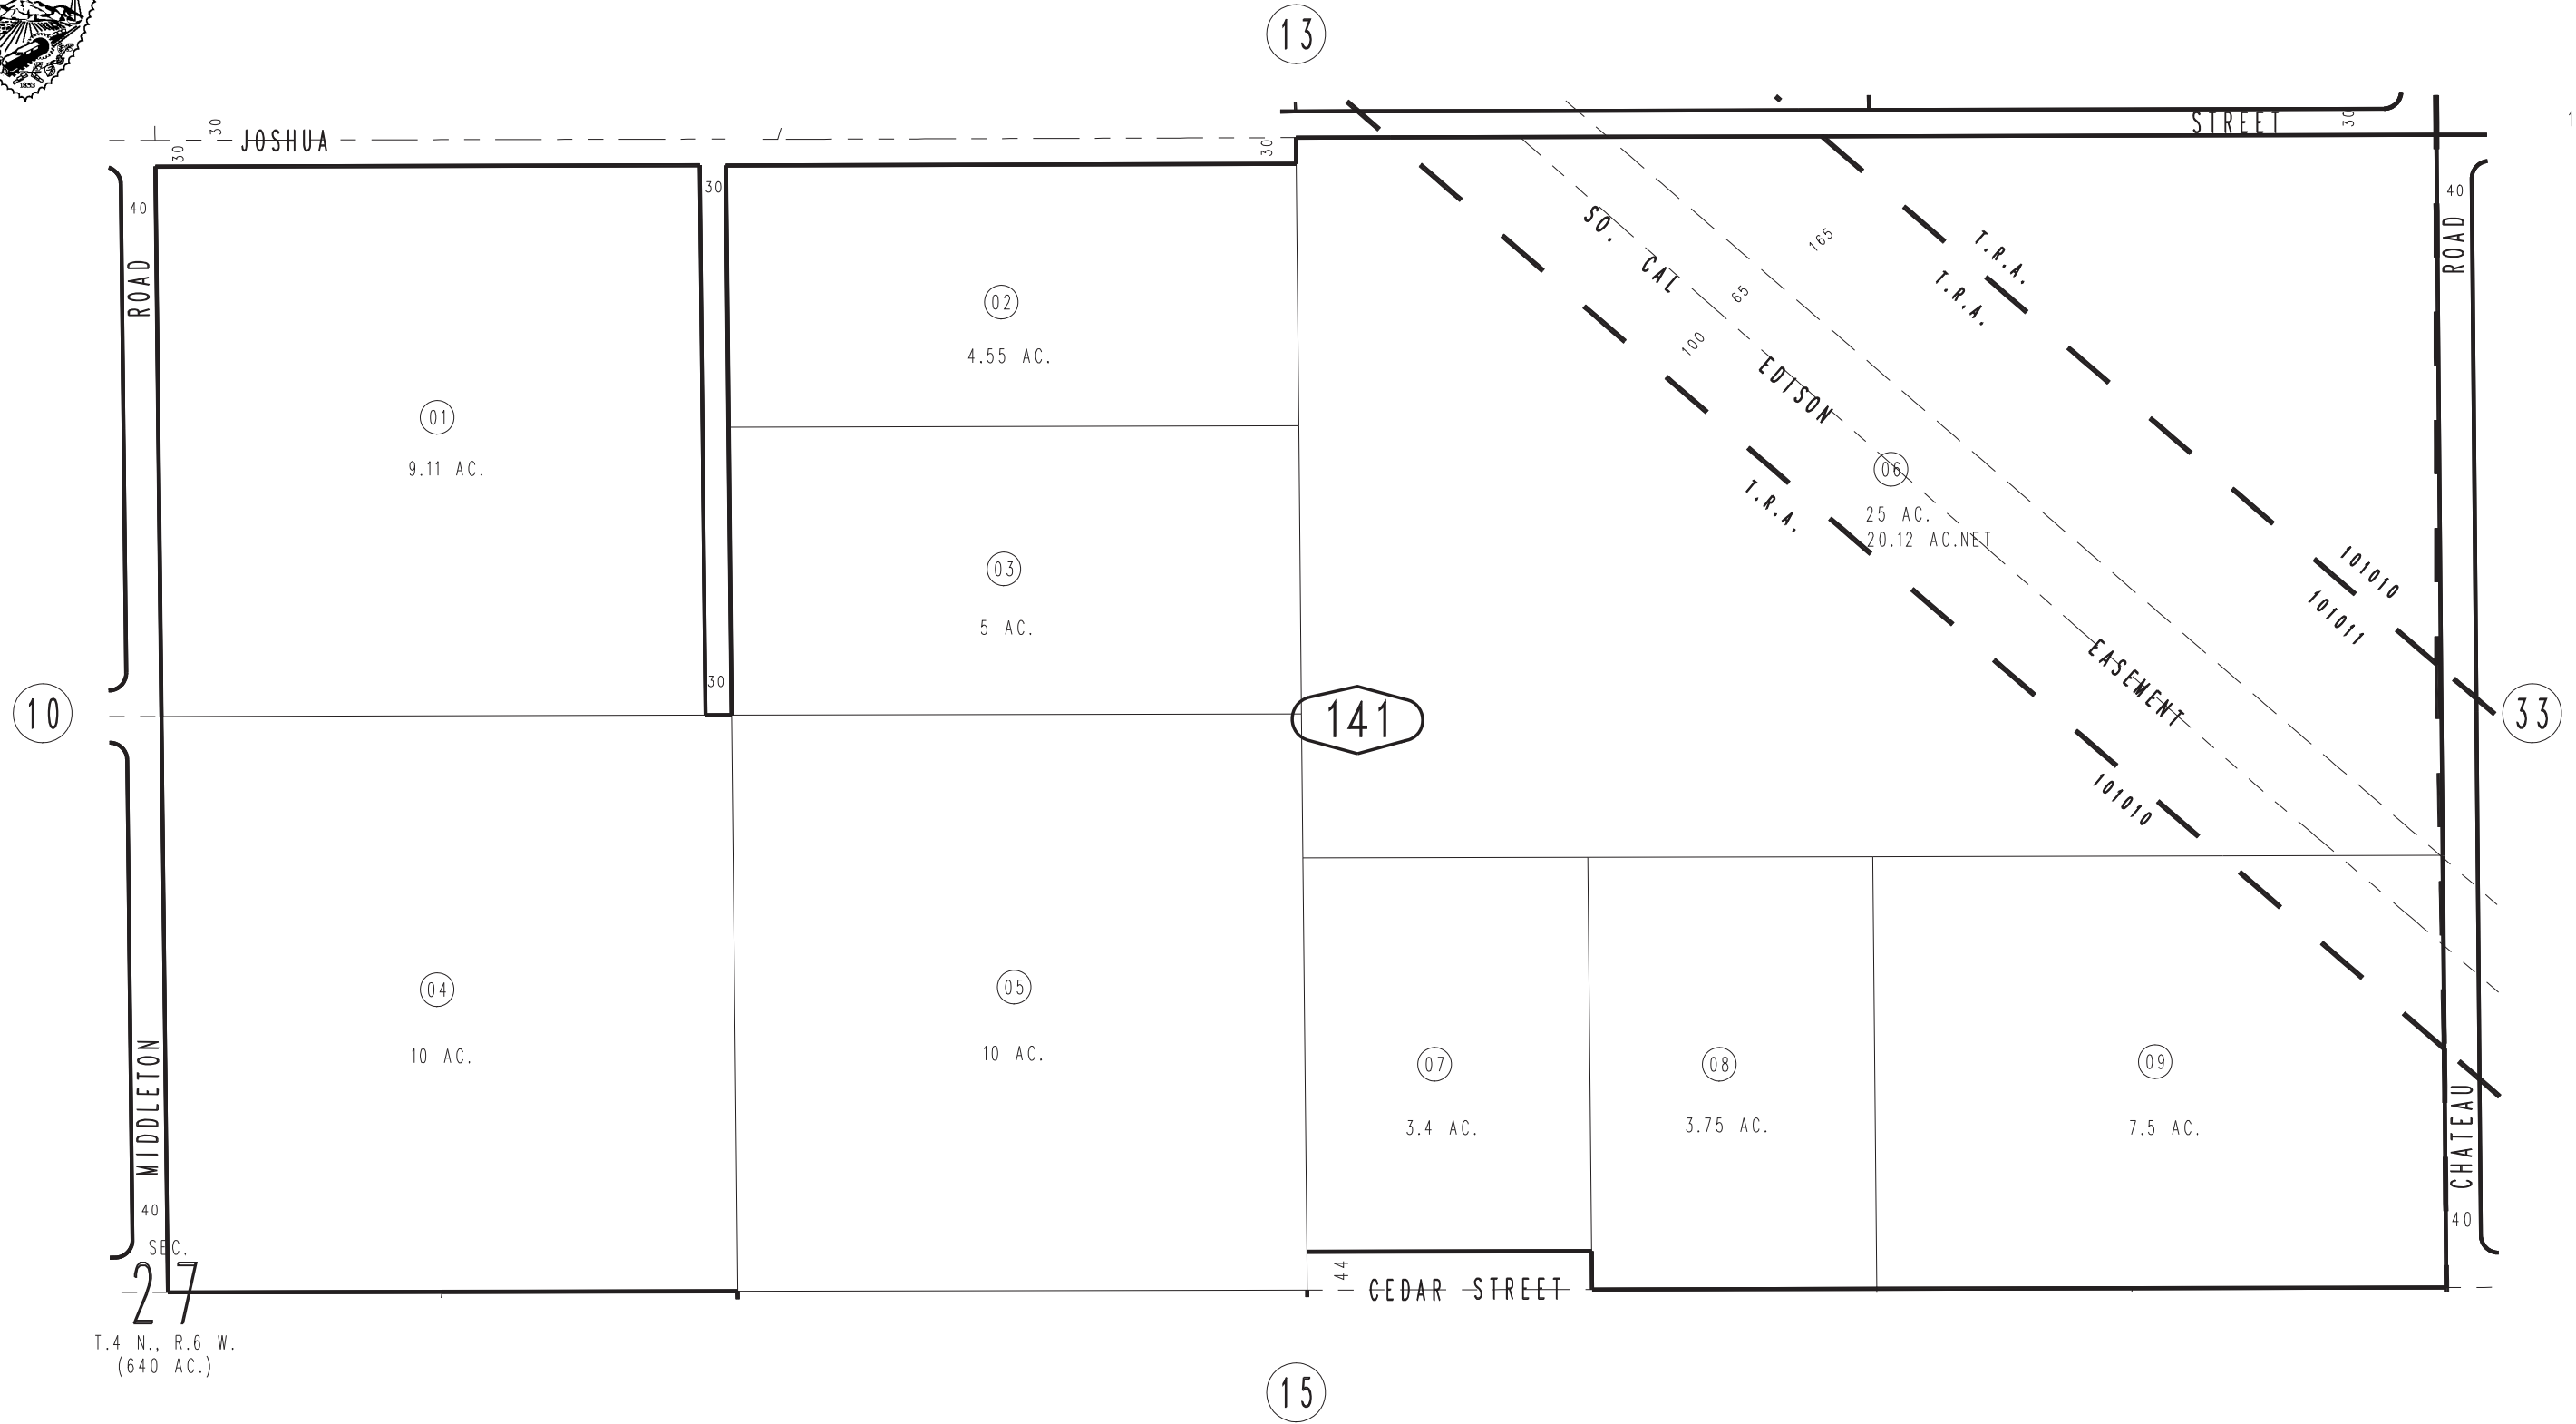 1853
13
30
JOSHUA
30
30
STREET
30
1
30
40
40
ROAD
ROAD
SO. CAL EDISON EASEMENT
165
65
100
T.R.A.
T.R.A.
02
4.55 AC.
01
9.11 AC.
06
25 AC.
20.12 AC.NET
T.R.A.
03
5 AC.
101010
101011
30
10
141
33
101010
04
10 AC.
05
10 AC.
07
3.4 AC.
08
3.75 AC.
09
7.5 AC.
MIDDLETON
CHATEAU
40
40
SEC.
27
44
CEDAR STREET
T.4 N., R.6 W.
(640 AC.)
15